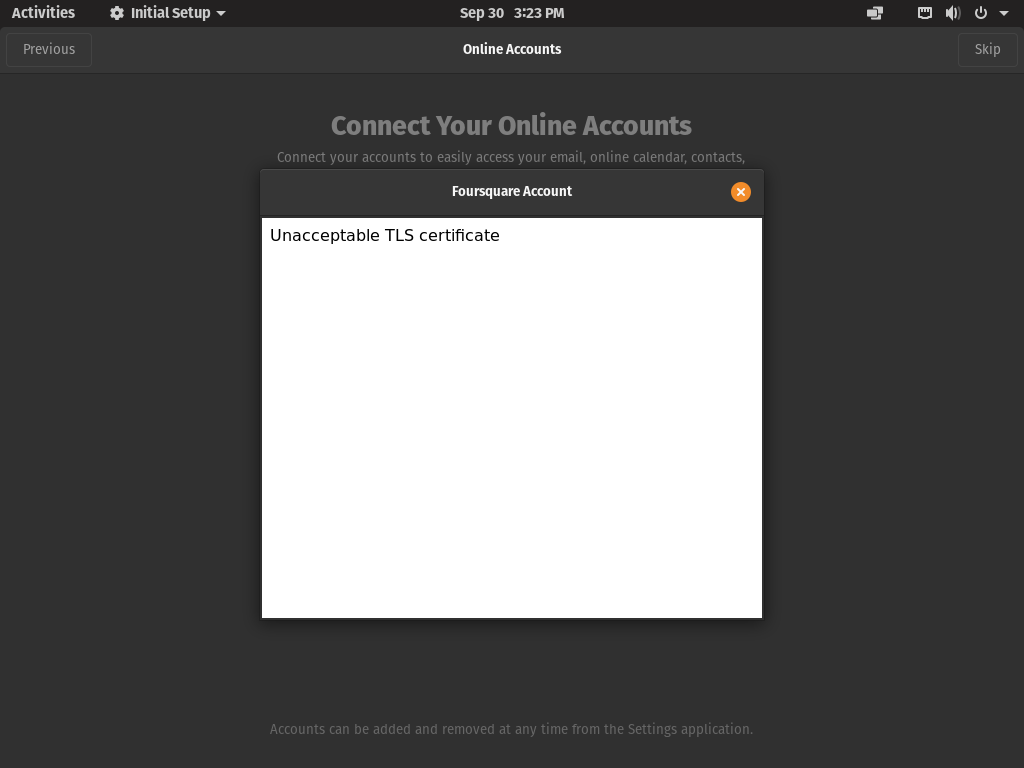 Activities Initial Setup Sep 30 3:23 PM
Previous Online Accounts Skip
Connect Your Online Accounts
Connect your accounts to easily access your email, online calendar, contacts,
Foursquare Account
Unacceptable TLS certificate
Accounts can be added and removed at any time from the Settings application.